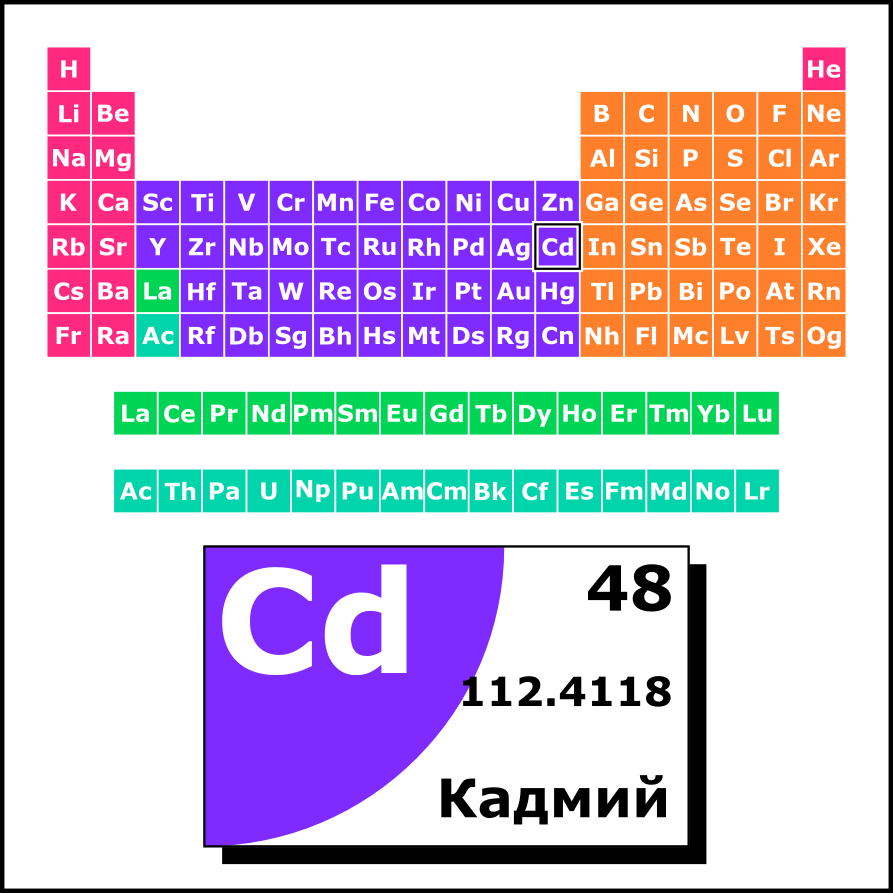 H He
Li Be B C N O F Ne
Na Mg Al Si P S Cl Ar
K Ca Sc Ti V Cr Mn Fe Co Ni Cu Zn Ga Ge As Se Br Kr
Rb Sr Y Zr Nb Mo Tc Ru Rh Pd Ag Cd In Sn Sb Te I Xe
Cs Ba La Hf Ta W Re Os Ir Pt Au Hg Tl Pb Bi Po At Rn
Fr Ra Ac Rf Db Sg Bh Hs Mt Ds Rg Cn Nh Fl Mc Lv Ts Og
La Ce Pr Nd Pm Sm Eu Gd Tb Dy Ho Er Tm Yb Lu
Ac Th Pa U Np Pu Am Cm Bk Cf Es Fm Md No Lr
Cd 48
112.4118
Кадмий